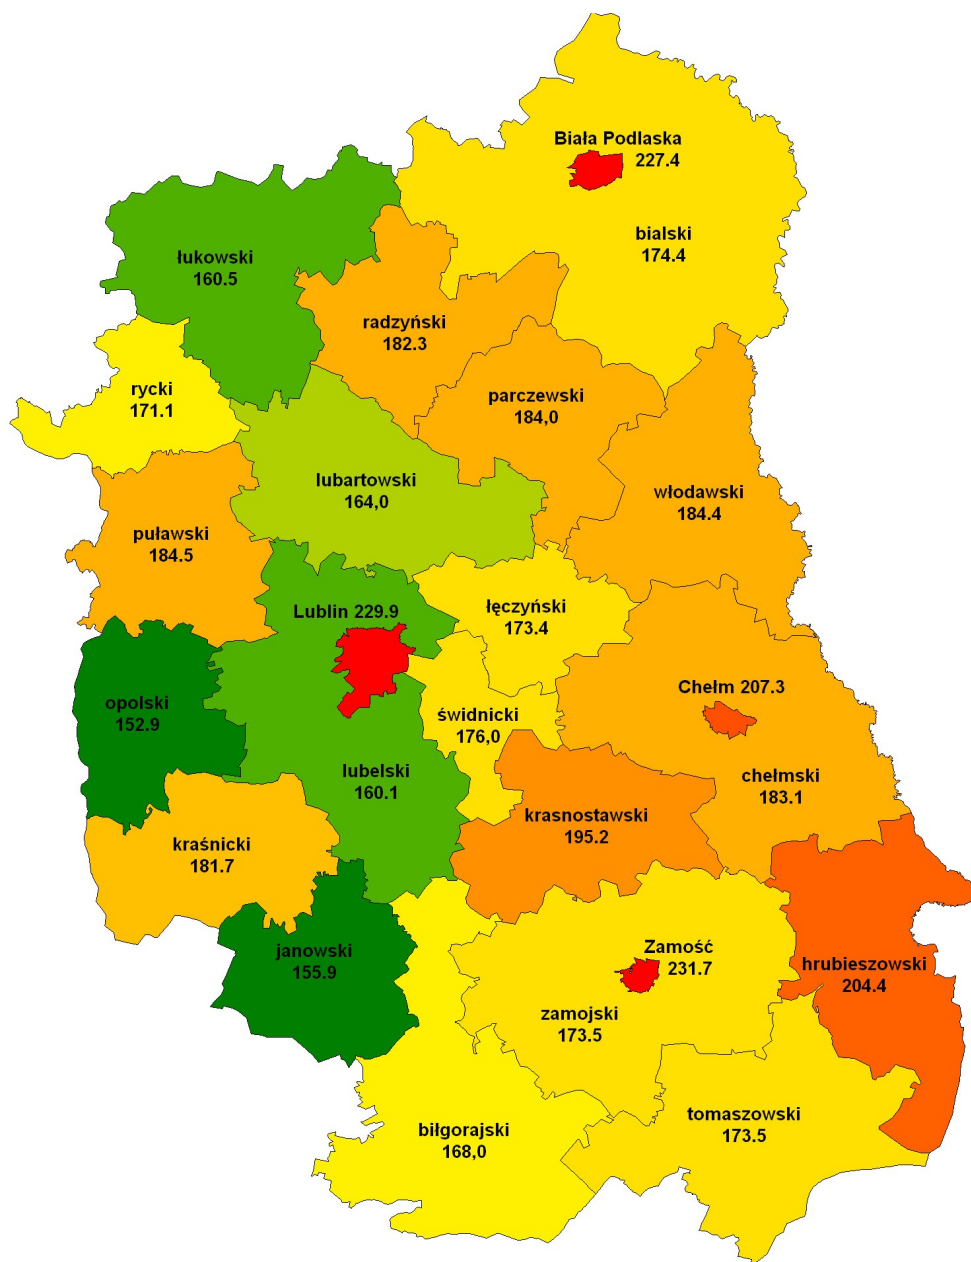 Biała Podlaska
227.4
bialski
174.4
łukowski
160.5
radzyński
182.3
rycki
171.1
parczewski
184,0
lubartowski
164,0
włodawski
184.4
puławski
184.5
Lublin 229.9
łęczyński
173.4
opolski
152.9
świdnicki
176,0
Chełm 207.3
lubelski
160.1
chełmski
183.1
kraśnicki
181.7
krasnostawski
195.2
janowski
155.9
Zamość
231.7
hrubieszowski
204.4
zamojski
173.5
biłgorajski
168,0
tomaszowski
173.5